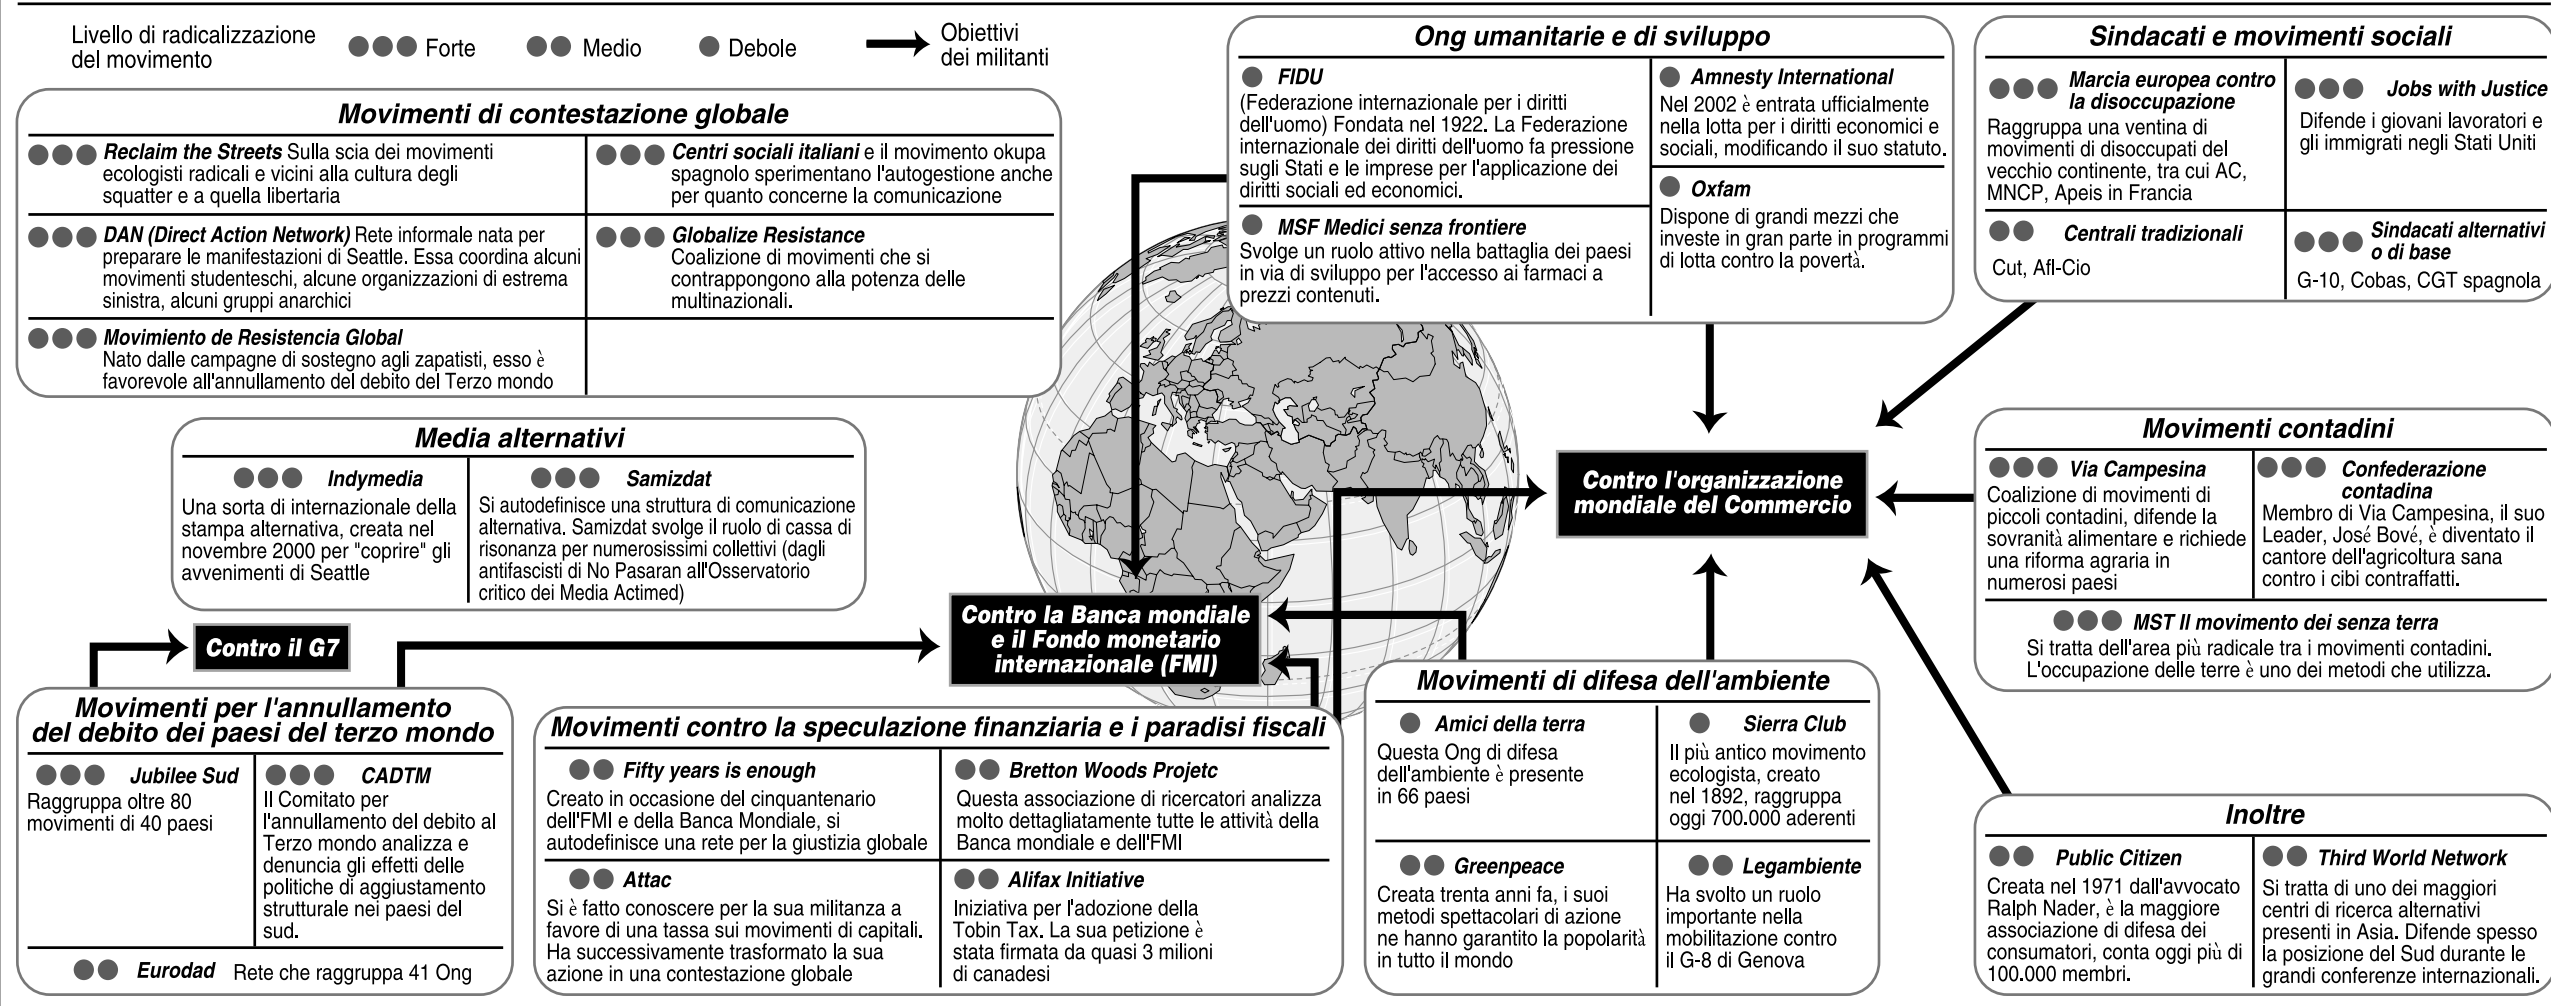 Livello di radicalizzazione
del movimento
Forte
Medio
Debole
Obiettivi
dei militanti
Movimenti di contestazione globale
Reclaim the Streets Sulla scia dei movimenti
ecologisti radicali e vicini alla cultura degli
squatter e a quella libertaria
Centri sociali italiani e il movimento okupa
spagnolo sperimentano l'autogestione anche
per quanto concerne la comunicazione
DAN (Direct Action Network) Rete informale nata per
preparare le manifestazioni di Seattle. Essa coordina alcuni
movimenti studenteschi, alcune organizzazioni di estrema
sinistra, alcuni gruppi anarchici
Globalize Resistance
Coalizione di movimenti che si
contrappongono alla potenza delle
multinazionali.
Movimiento de Resistencia Global
Nato dalle campagne di sostegno agli zapatisti, esso è
favorevole all'annullamento del debito del Terzo mondo
Ong umanitarie e di sviluppo
FIDU
(Federazione internazionale per i diritti
dell'uomo) Fondata nel 1922. La Federazione
internazionale dei diritti dell'uomo fa pressione
sugli Stati e le imprese per l'applicazione dei
diritti sociali ed economici.
Amnesty International
Nel 2002 è entrata ufficialmente
nella lotta per i diritti economici e
sociali, modificando il suo statuto.
MSF Medici senza frontiere
Svolge un ruolo attivo nella battaglia dei paesi
in via di sviluppo per l'accesso ai farmaci a
prezzi contenuti.
Oxfam
Dispone di grandi mezzi che
investe in gran parte in programmi
di lotta contro la povertà.
Sindacati e movimenti sociali
Marcia europea contro
la disoccupazione
Raggruppa una ventina di
movimenti di disoccupati del
vecchio continente, tra cui AC,
MNCP, Apeis in Francia
Jobs with Justice
Difende i giovani lavoratori e
gli immigrati negli Stati Uniti
Centrali tradizionali
Cut, Afl-Cio
Sindacati alternativi
o di base
G-10, Cobas, CGT spagnola
Media alternativi
Indymedia
Una sorta di internazionale della
stampa alternativa, creata nel
novembre 2000 per "coprire" gli
avvenimenti di Seattle
Samizdat
Si autodefinisce una struttura di comunicazione
alternativa. Samizdat svolge il ruolo di cassa di
risonanza per numerosissimi collettivi (dagli
antifascisti di No Pasaran all'Osservatorio
critico dei Media Actimed)
Contro l'organizzazione
mondiale del Commercio
Movimenti contadini
Via Campesina
Coalizione di movimenti di
piccoli contadini, difende la
sovranità alimentare e richiede
una riforma agraria in
numerosi paesi
Confederazione
contadina
Membro di Via Campesina, il suo
Leader, José Bové, è diventato il
cantore dell'agricoltura sana
contro i cibi contraffatti.
MST Il movimento dei senza terra
Si tratta dell'area più radicale tra i movimenti contadini.
L'occupazione delle terre è uno dei metodi che utilizza.
Contro il G7
Contro la Banca mondiale
e il Fondo monetario
internazionale (FMI)
Movimenti per l'annullamento
del debito dei paesi del terzo mondo
Jubilee Sud
Raggruppa oltre 80
movimenti di 40 paesi
CADTM
Il Comitato per
l'annullamento del debito al
Terzo mondo analizza e
denuncia gli effetti delle
politiche di aggiustamento
strutturale nei paesi del
sud.
Eurodad Rete che raggruppa 41 Ong
Movimenti contro la speculazione finanziaria e i paradisi fiscali
Fifty years is enough
Creato in occasione del cinquantenario
dell'FMI e della Banca Mondiale, si
autodefinisce una rete per la giustizia globale
Bretton Woods Projetc
Questa associazione di ricercatori analizza
molto dettagliatamente tutte le attività della
Banca mondiale e dell'FMI
Attac
Si è fatto conoscere per la sua militanza a
favore di una tassa sui movimenti di capitali.
Ha successivamente trasformato la sua
azione in una contestazione globale
Alifax Initiative
Iniziativa per l'adozione della
Tobin Tax. La sua petizione è
stata firmata da quasi 3 milioni
di canadesi
Movimenti di difesa dell'ambiente
Amici della terra
Questa Ong di difesa
dell'ambiente è presente
in 66 paesi
Sierra Club
Il più antico movimento
ecologista, creato
nel 1892, raggruppa
oggi 700.000 aderenti
Greenpeace
Creata trenta anni fa, i suoi
metodi spettacolari di azione
ne hanno garantito la popolarità
in tutto il mondo
Legambiente
Ha svolto un ruolo
importante nella
mobilitazione contro
il G-8 di Genova
Inoltre
Public Citizen
Creata nel 1971 dall'avvocato
Ralph Nader, è la maggiore
associazione di difesa dei
consumatori, conta oggi più di
100.000 membri.
Third World Network
Si tratta di uno dei maggiori
centri di ricerca alternativi
presenti in Asia. Difende spesso
la posizione del Sud durante le
grandi conferenze internazionali.